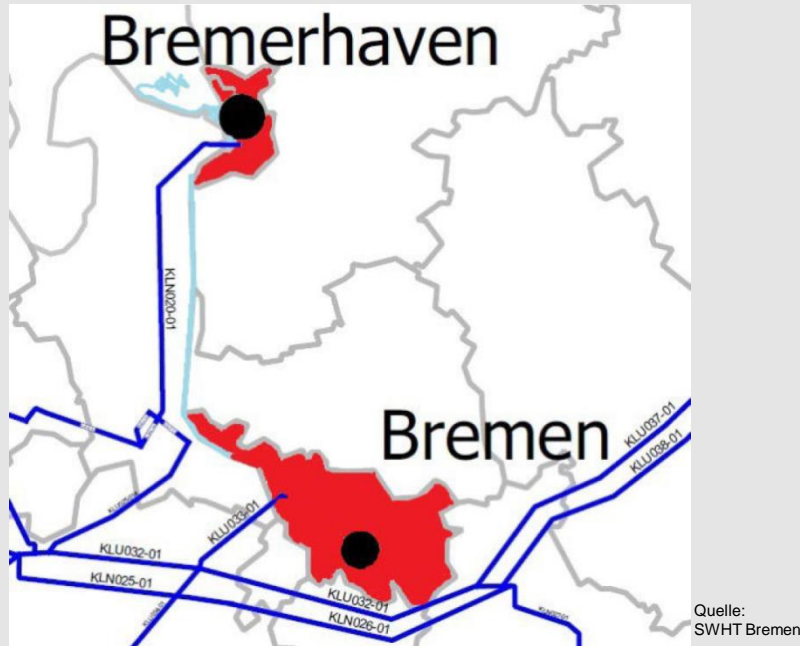 Bremerhaven
KLN020-01
Bremen
KLU037-01
KLU038-01
KLU033-01
KLU032-01
KLN025-01
KLU032-01
KLN026-01
Quelle:
SWHT Bremen